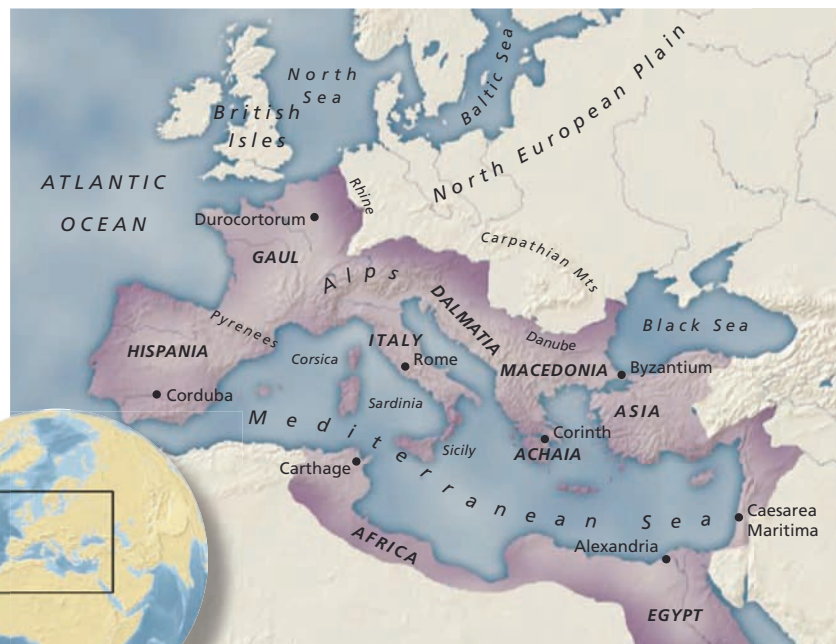 North
Sea
Baltic Sea
North European Plain
British
Isles
ATLANTIC
OCEAN
Rhine
Durocortorum
GAUL
Carpathian Mts
Alps
DALMATIA
Pyrenees
Black Sea
HISPANIA
Corsica
ITALY
Rome
Danube
MACEDONIA
Byzantium
Corduba
Sardinia
ASIA
Mediterranean Sea
Sicily
Corinth
ACHAIA
Carthage
Caesarea
Maritima
AFRICA
Alexandria
EGYPT